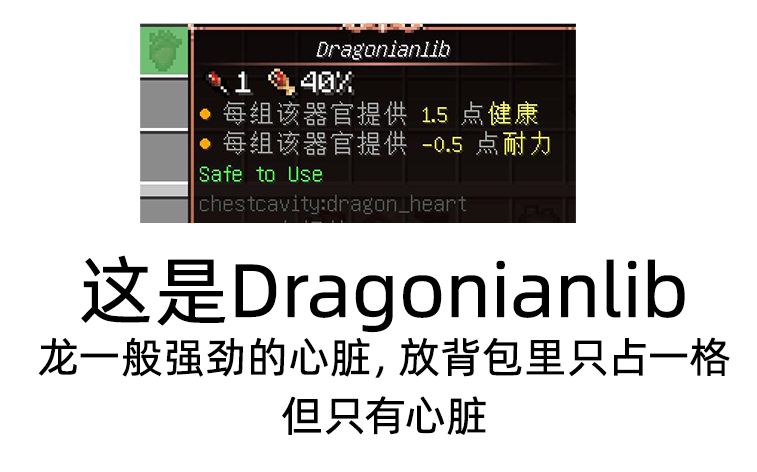 Dragonianlib
1 40%
每组该器官提供 1.5 点健康
每组该器官提供 -0.5 点耐力
Safe to Use
chestcavity:dragon_heart
这是Dragonianlib
龙一般强劲的心脏, 放背包里只占一格
但只有心脏